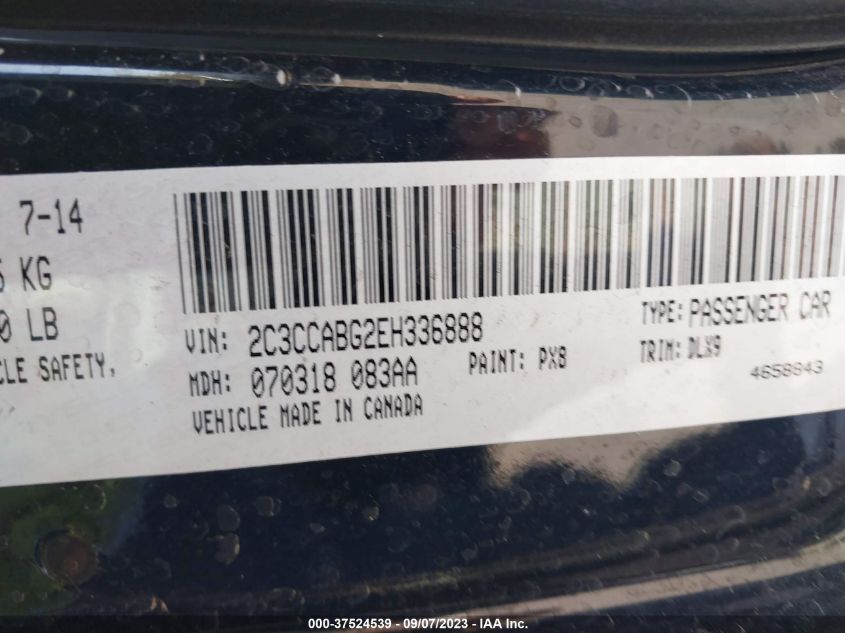 7-14
KG
LB
VIN: 2C3CCABG2EH336888
TYPE: PASSENGER CAR
CLE SAFETY.
MDH: 070318 083AA
PAINT: PX8
TRIM: DLX9
4658843
VEHICLE MADE IN CANADA
000-37524539 - 09/07/2023 - IAA Inc.